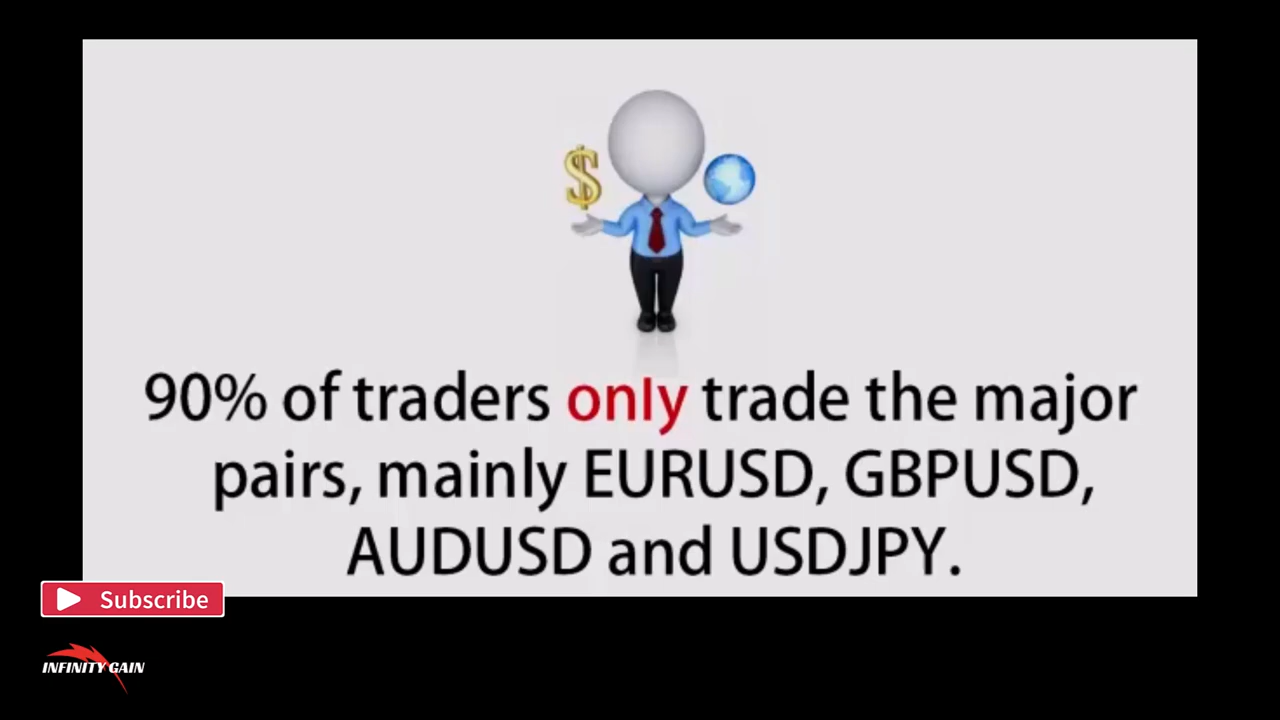 90% of traders only trade the major
pairs, mainly EURUSD, GBPUSD,
AUDUSD and USDJPY.
Subscribe
INFINITY GAIN